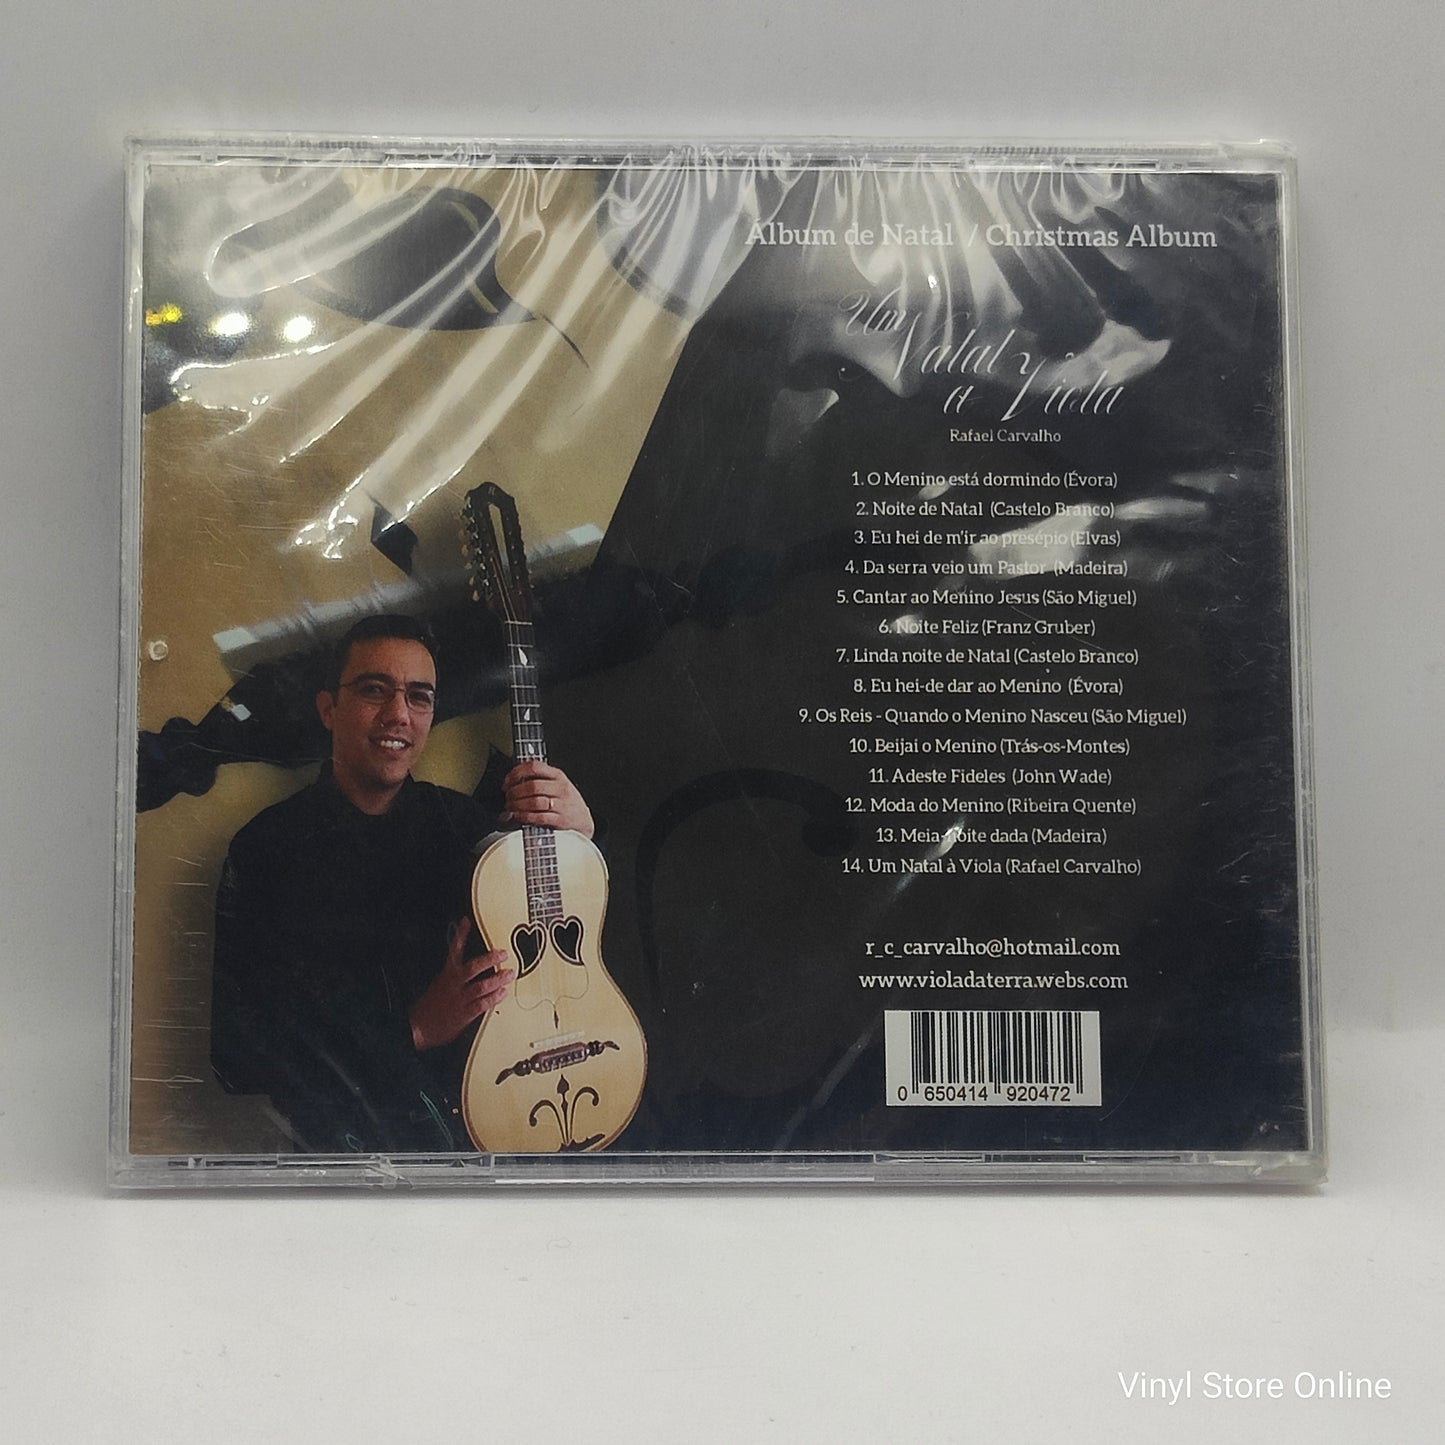 Álbum de Natal / Christmas Album
Um
Natal
à Viola
Rafael Carvalho
1. O Menino está dormindo (Évora)
2. Noite de Natal (Castelo Branco)
3. Eu hei de m'ir ao presépio (Elvas)
4. Da serra veio um Pastor (Madeira)
5. Cantar ao Menino Jesus (São Miguel)
6. Noite Feliz (Franz Gruber)
7. Linda noite de Natal (Castelo Branco)
8. Eu hei-de dar ao Menino (Évora)
9. Os Reis - Quando o Menino Nasceu (São Miguel)
10. Beijai o Menino (Trás-os-Montes)
11. Adeste Fideles (John Wade)
12. Moda do Menino (Ribeira Quente)
13. Meia-noite dada (Madeira)
14. Um Natal à Viola (Rafael Carvalho)
r_c_carvalho@hotmail.com
www.violadaterra.webs.com
0 650414 920472
Vinyl Store Online